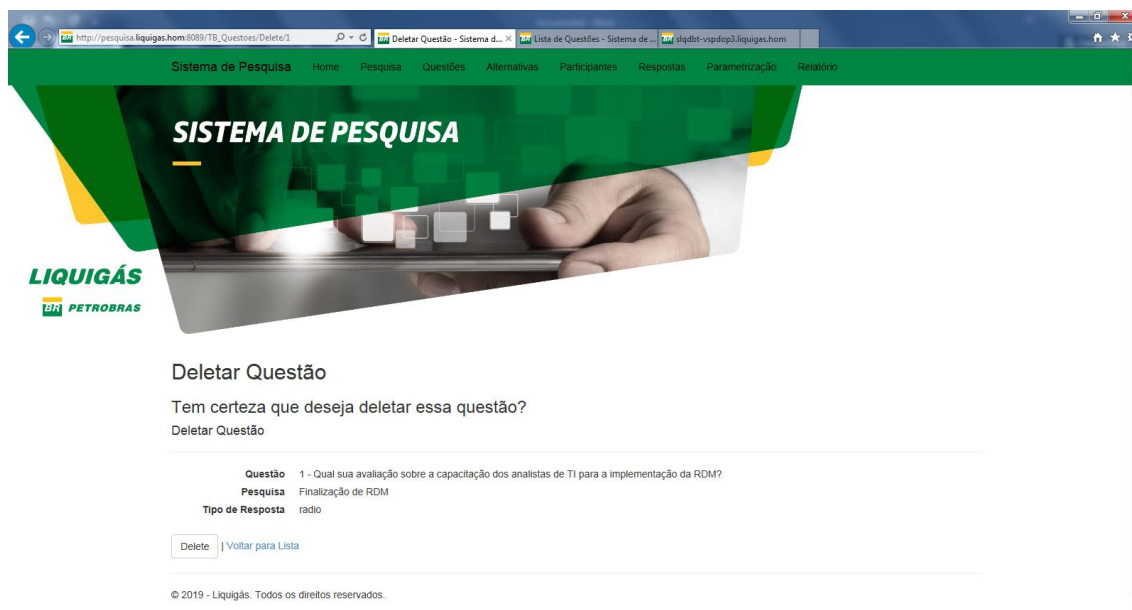 http://pesquisa.liquigas.hom:8089/TB_Questoes/Delete/1
Deletar Questão - Sistema d...
Lista de Questões - Sistema de ...
slqdbt-vspdop3.liquigas.hom
Sistema de Pesquisa Home Pesquisa Questões Alternativas Participantes Respostas Parametrização Relatório
SISTEMA DE PESQUISA
LIQUIGÁS
BR PETROBRAS
Deletar Questão
Tem certeza que deseja deletar essa questão?
Deletar Questão
Questão 1 - Qual sua avaliação sobre a capacitação dos analistas de TI para a implementação da RDM?
Pesquisa Finalização de RDM
Tipo de Resposta radio
Delete | Voltar para Lista
© 2019 - Liquigás. Todos os direitos reservados.